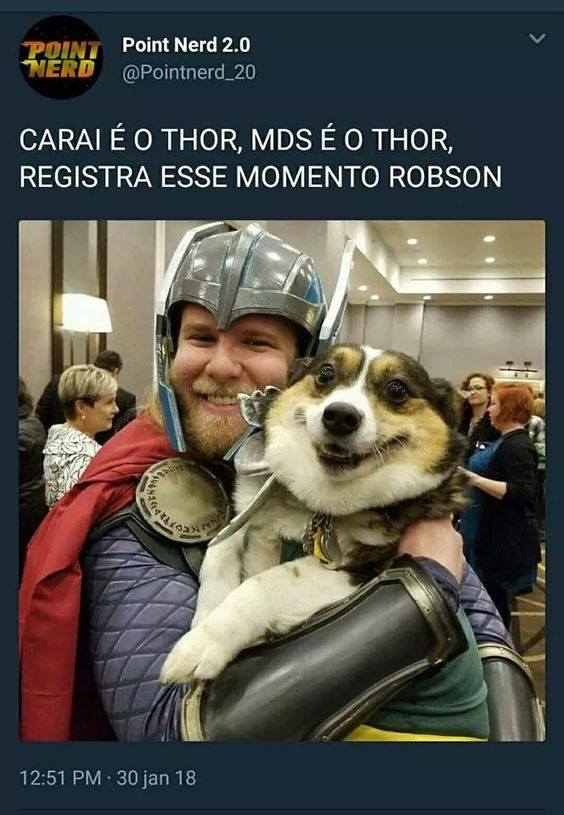 POINT
NERD
Point Nerd 2.0
@Pointnerd_20
CARAI É O THOR, MDS É O THOR,
REGISTRA ESSE MOMENTO ROBSON
12:51 PM · 30 jan 18